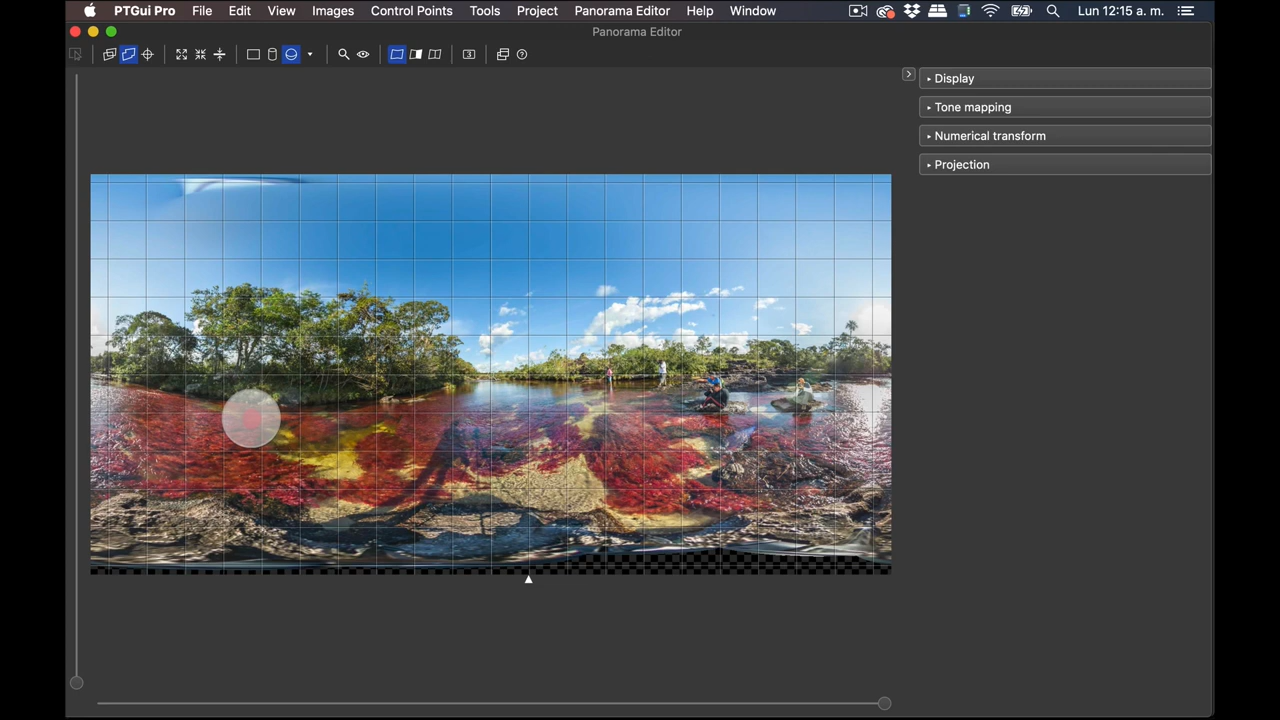 PTGui Pro File Edit View Images Control Points Tools Project Panorama Editor Help Window Lun 12:15 a. m.
Panorama Editor
3 ?
Display
Tone mapping
Numerical transform
Projection